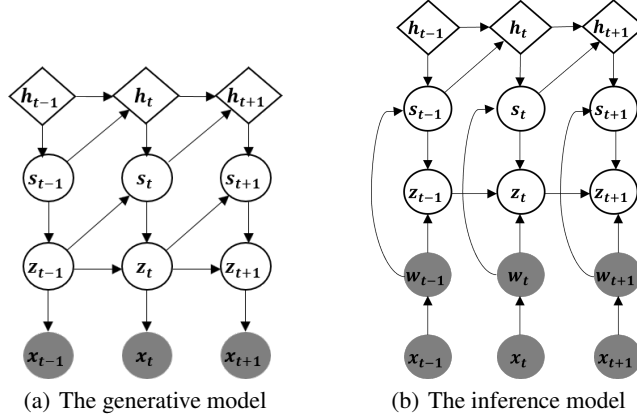 h_{t-1} h_t h_{t+1}
s_{t-1} s_t s_{t+1}
z_{t-1} z_t z_{t+1}
x_{t-1} x_t x_{t+1}
(a) The generative model
h_{t-1} h_t h_{t+1}
s_{t-1} s_t s_{t+1}
z_{t-1} z_t z_{t+1}
w_{t-1} w_t w_{t+1}
x_{t-1} x_t x_{t+1}
(b) The inference model